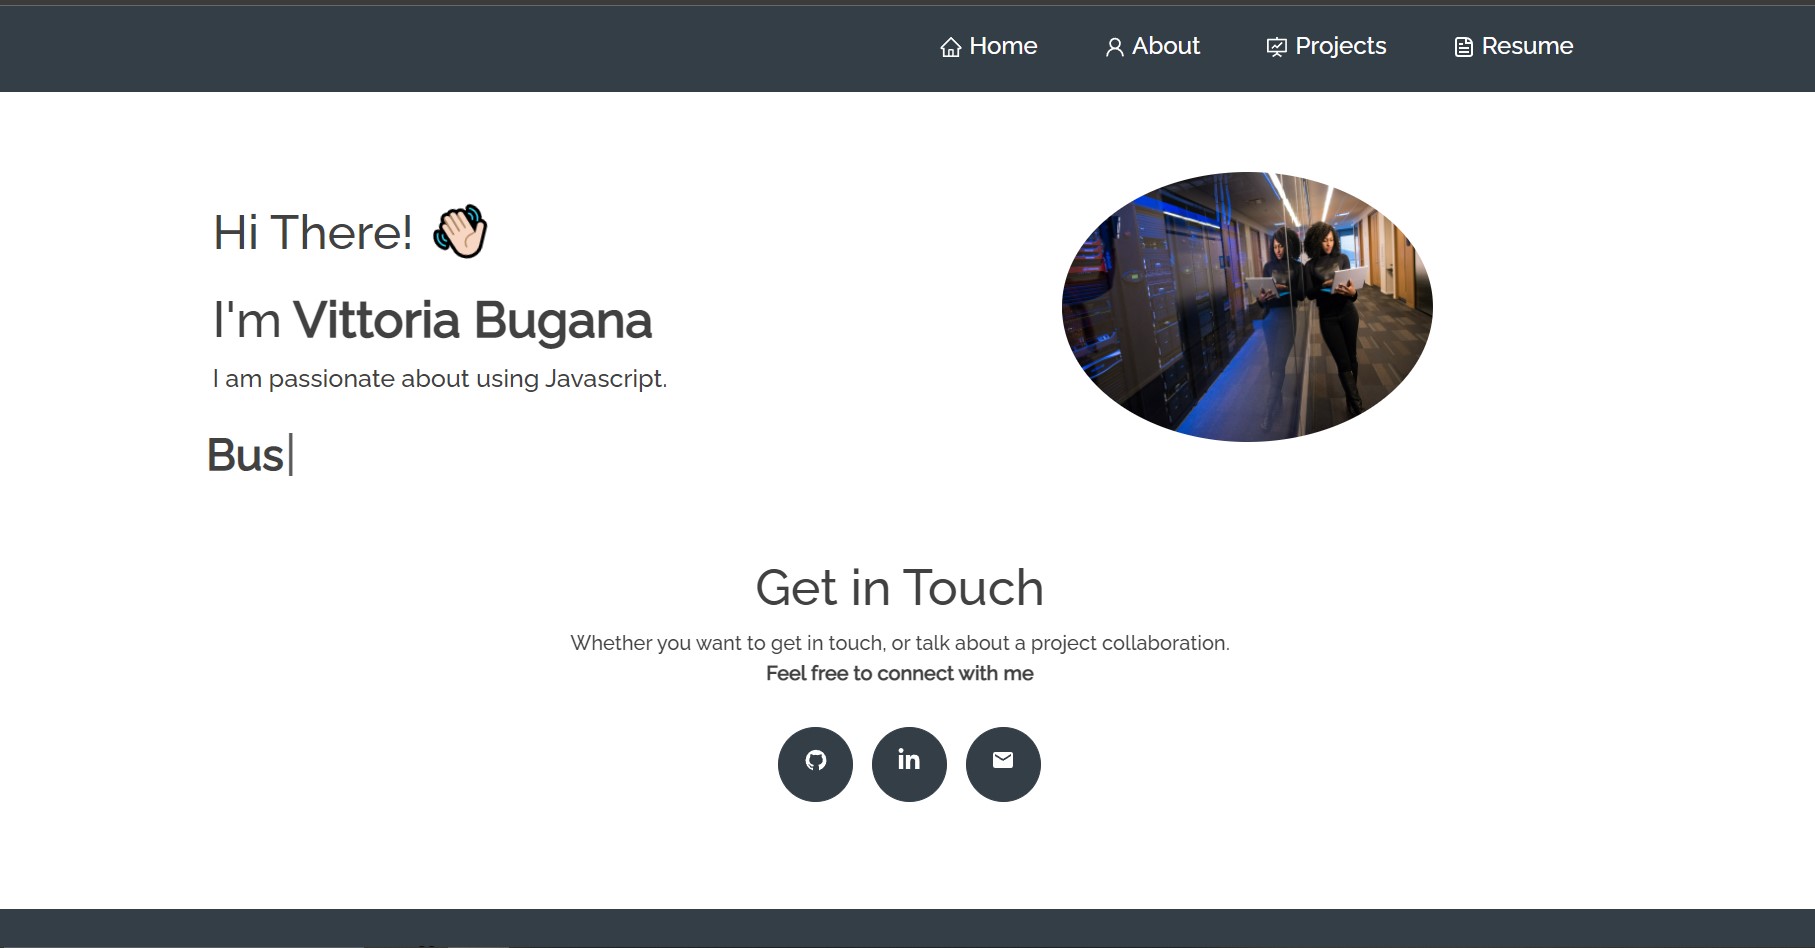 Home About Projects Resume
Hi There! 👋🏻
I'm Vittoria Bugana
I am passionate about using Javascript.
Bus|
Get in Touch
Whether you want to get in touch, or talk about a project collaboration.
Feel free to connect with me
in